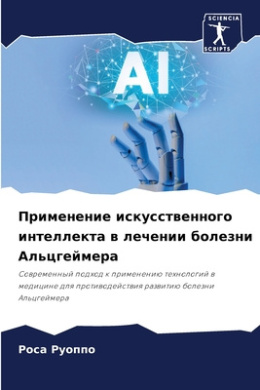 SCIENCIA
SCRIPTS
AI
Применение искусственного
интеллекта в лечении болезни
Альцгеймера
Современный подход к применению технологий в
медицине для противодействия развитию болезни
Альцгеймера
Роса Руоппо